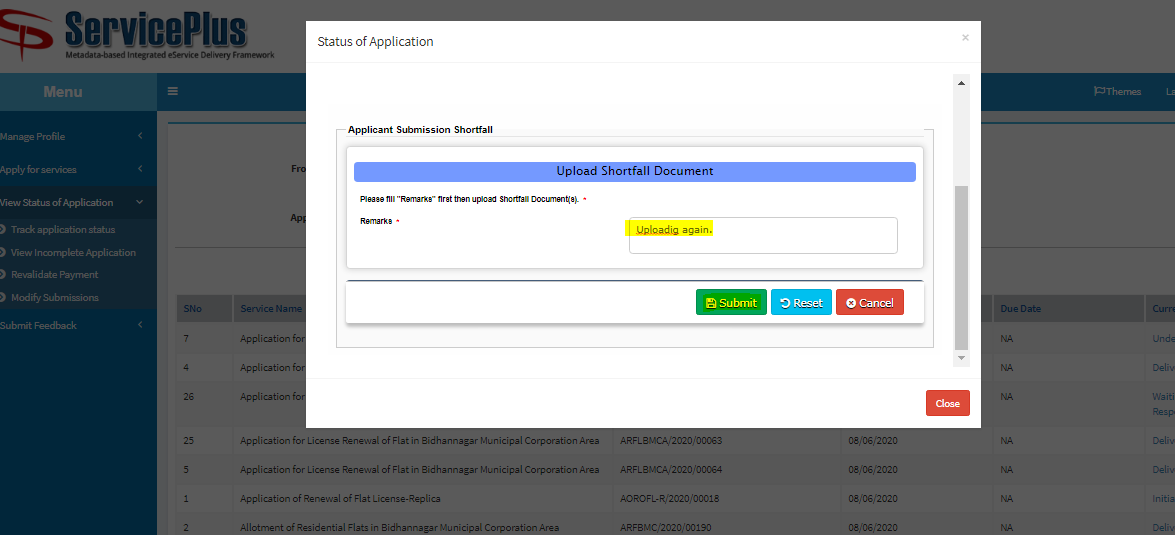 ServicePlus
Metadata-based Integrated eService Delivery Framework
Status of Application ×
Menu
Themes
Manage Profile
Apply for services
View Status of Application
Track application status
View Incomplete Application
Revalidate Payment
Modify Submissions
Submit Feedback
Applicant Submission Shortfall
Upload Shortfall Document
Please fill "Remarks" first then upload Shortfall Document(s). *
Remarks *
Uploadig again.
Submit Reset Cancel
Close
SNo Service Name Due Date
7 Application for NA
4 Application for NA
26 Application for NA
25 Application for License Renewal of Flat in Bidhannagar Municipal Corporation Area ARFLBMCA/2020/00063 08/06/2020 NA
5 Application for License Renewal of Flat in Bidhannagar Municipal Corporation Area ARFLBMCA/2020/00064 08/06/2020 NA
1 Application of Renewal of Flat License-Replica AOROFL-R/2020/00018 08/06/2020 NA
2 Allotment of Residential Flats in Bidhannagar Municipal Corporation Area ARFBMC/2020/00190 08/06/2020 NA